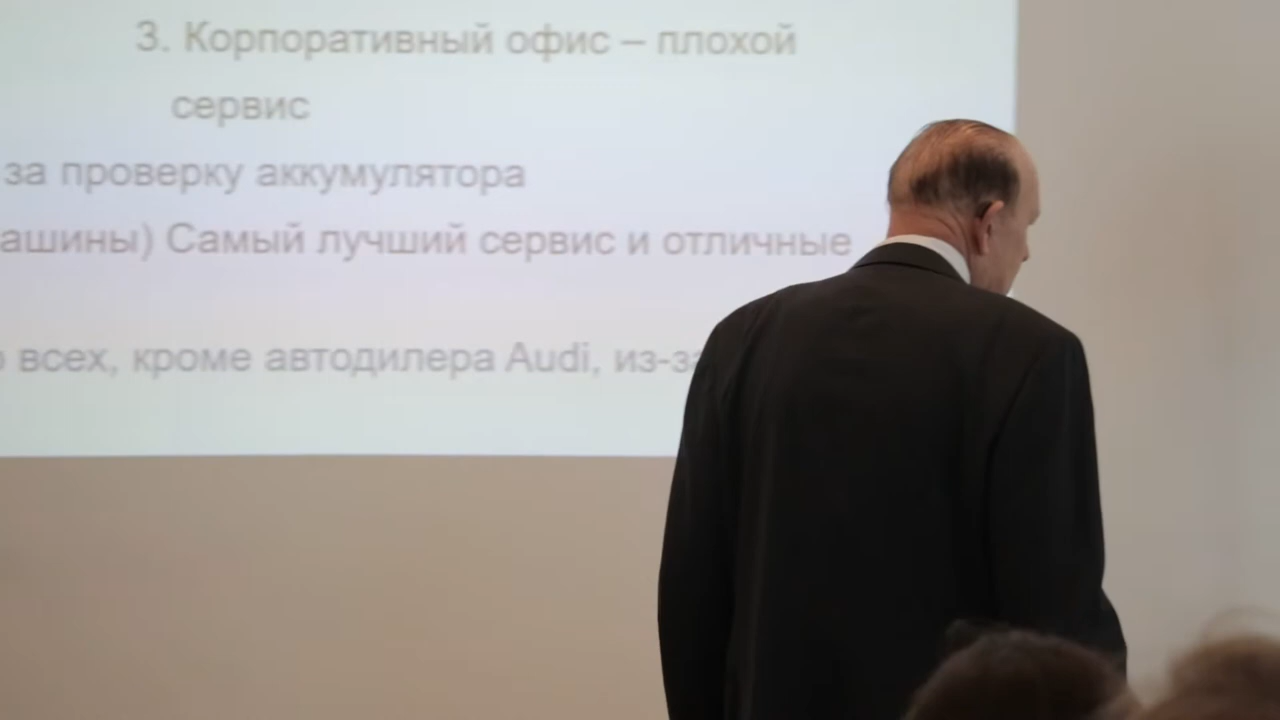 3. Корпоративный офис – плохой
сервис
за проверку аккумулятора
ашины) Самый лучший сервис и отличные
всех, кроме автодилера Audi, из-за